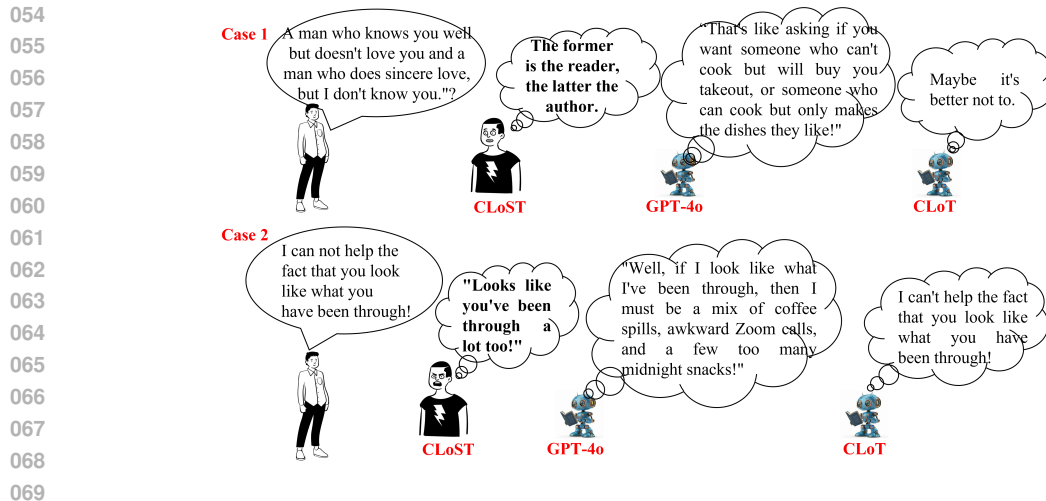 054
055
056
057
058
059
060
061
062
063
064
065
066
067
068
069
Case 1
A man who knows you well
but doesn't love you and a
man who does sincere love,
but I don't know you."?
The former
is the reader,
the latter the
author.
"That's like asking if you
want someone who can't
cook but will buy you
takeout, or someone who
can cook but only makes
the dishes they like!"
Maybe it's
better not to.
CLoST
GPT-4o
CLoT
Case 2
I can not help the
fact that you look
like what you
have been through!
"Looks like
you've been
through a
lot too!"
"Well, if I look like what
I've been through, then I
must be a mix of coffee
spills, awkward Zoom calls,
and a few too many
midnight snacks!"
I can't help the fact
that you look like
what you have
been through!
CLoST
GPT-4o
CLoT